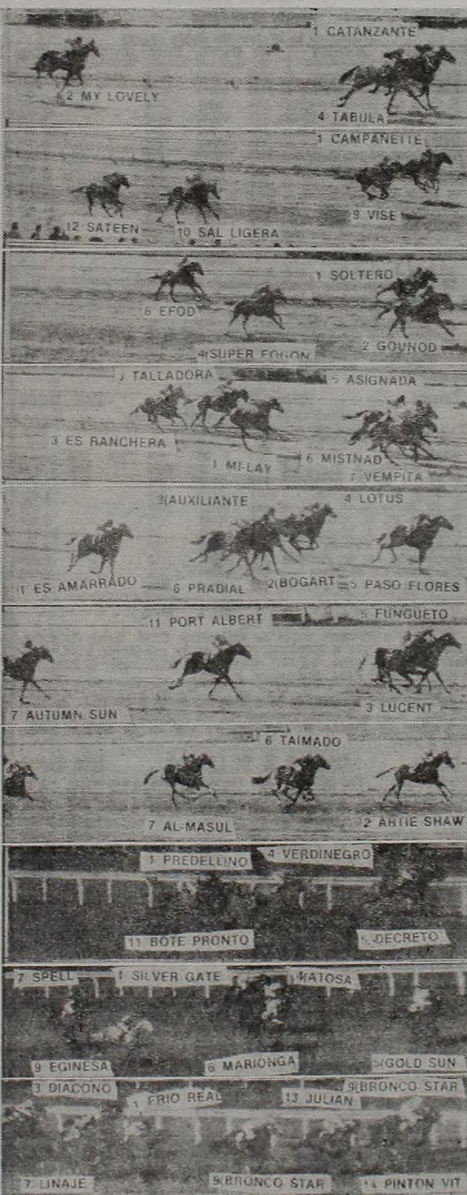 1 CATANZANTE
2 MY LOVELY
4 TABULA
1 CAMPANETTE
12 SATEEN
10 SAL LIGERA
9 VISE
1 SOLTERO
6 EFOD
4(SUPER FOGON
2 GOUNOD
TALLADORA
5 ASIGNADA
3 ES RANCHERA
1 MI-LAY
6 MISTNAD
7 VEMPITA
3(AUXILIANTE
4 LOTUS
1 ES AMARRADO
6 PRADIAL
2(BOGART
5 PASO FLORES
11 PORT ALBERT
5 FUNGUETO
7 AUTUMN SUN
3 LUCENT
6 TAIMADO
7 AL-MASUL
2 ARTIE SHAW
1 PREDELLINO
4 VERDINEGRO
11 BOTE PRONTO
5 DECRETO
7 SPELL
1 SILVER GATE
9 EGINESA
6 MARIONGA
5(GOLD SUN
3 DIACONO
1 FRIO REAL
13 JULIAN
9(BRONCO STAR
7 LINAJE
9(BRONCO STAR
14 PINTON VIT